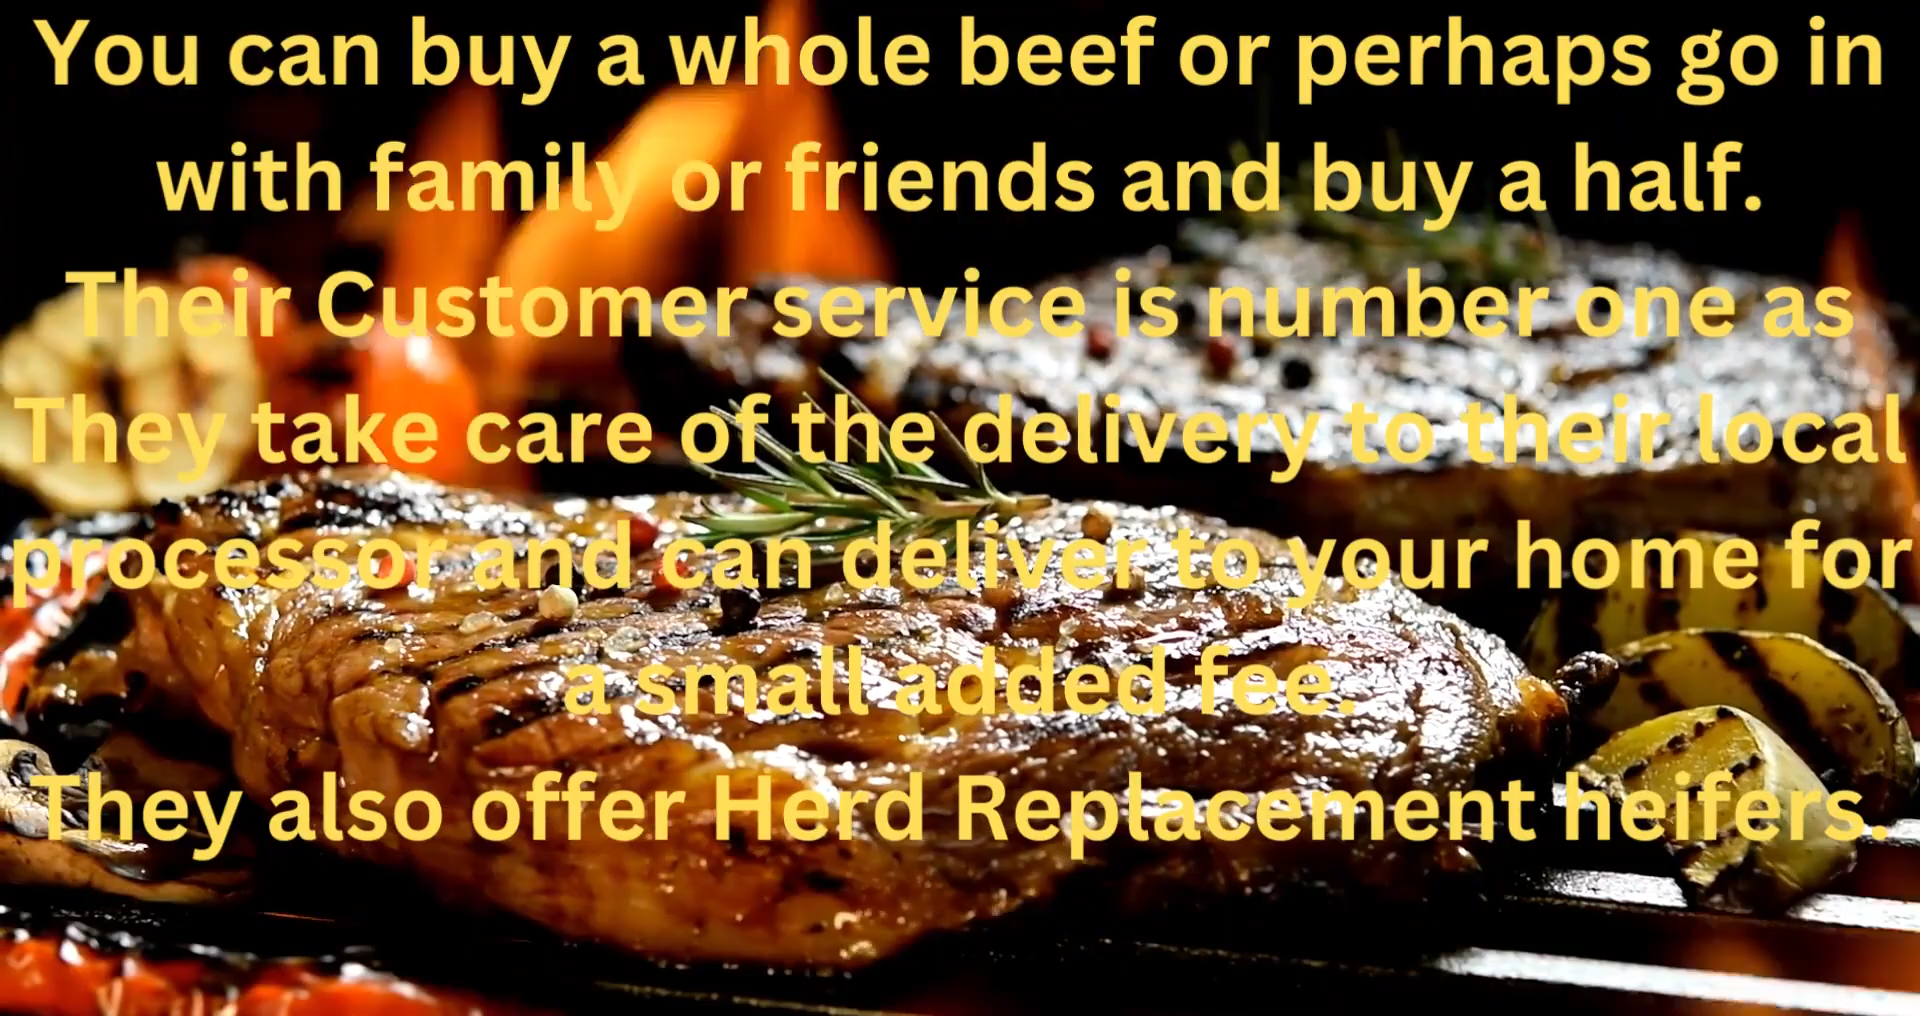 You can buy a whole beef or perhaps go in
with family or friends and buy a half.
Their Customer service is number one as
They take care of the delivery to their local
processor and can deliver to your home for
a small added fee.
They also offer Herd Replacement heifers.